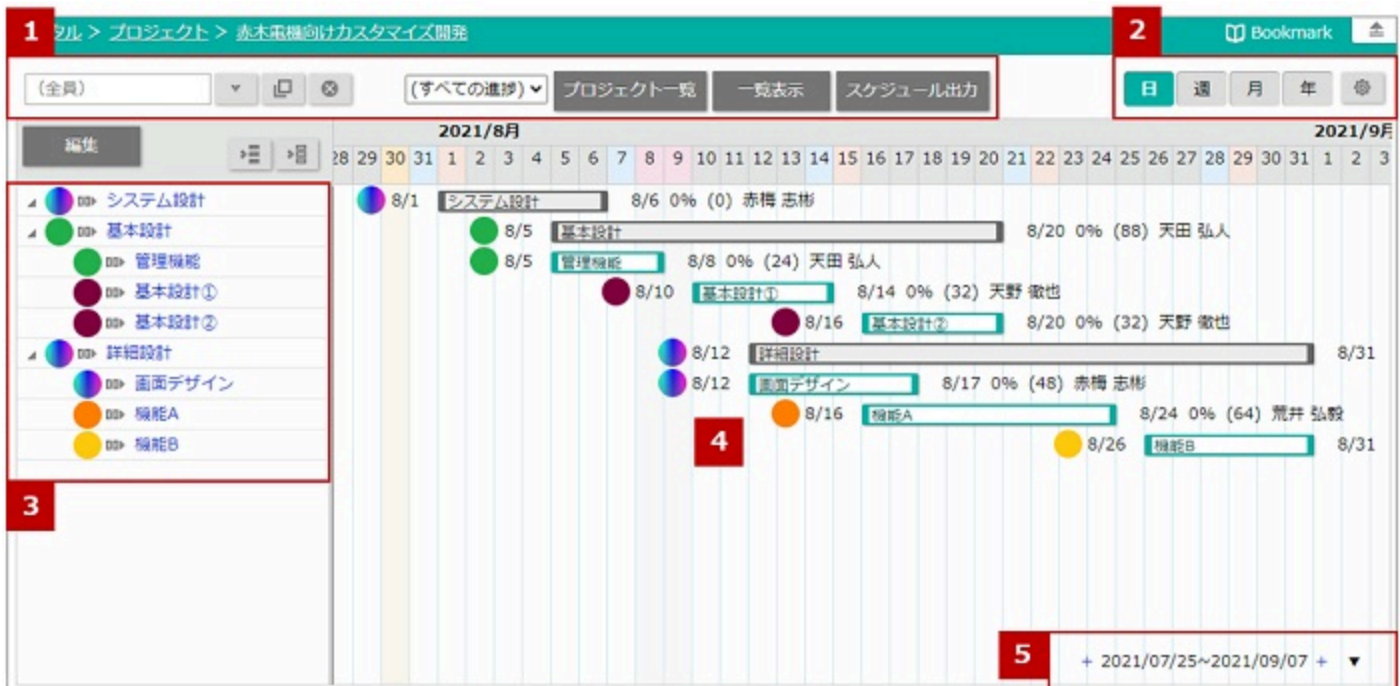 1
タル > プロジェクト > 赤木電機向けカスタマイズ開発
2
Bookmark
(全員)
(すべての進捗)
プロジェクト一覧
一覧表示
スケジュール出力
日 週 月 年
編集
2021/8月
2021/9月
28 29 30 31 1 2 3 4 5 6 7 8 9 10 11 12 13 14 15 16 17 18 19 20 21 22 23 24 25 26 27 28 29 30 31 1 2 3
システム設計 8/1 システム設計 8/6 0% (0) 赤梅 志彬
基本設計 8/5 基本設計 8/20 0% (88) 天田 弘人
管理機能 8/5 管理機能 8/8 0% (24) 天田 弘人
基本設計① 8/10 基本設計① 8/14 0% (32) 天野 徹也
基本設計② 8/16 基本設計② 8/20 0% (32) 天野 徹也
詳細設計 8/12 詳細設計 8/31
画面デザイン 8/12 画面デザイン 8/17 0% (48) 赤梅 志彬
機能A 8/16 機能A 8/24 0% (64) 荒井 弘毅
4
機能B 8/26 機能B 8/31
3
5
+ 2021/07/25~2021/09/07 + ▼